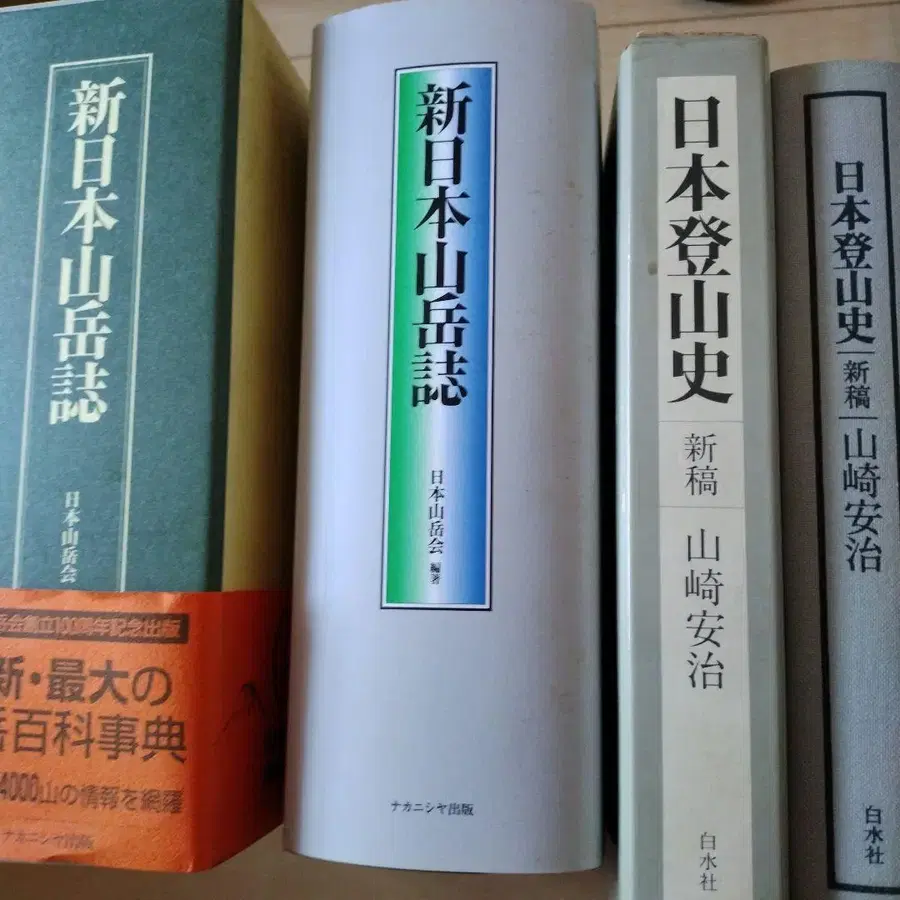 新日本山岳誌
日本山岳会
岳会創立100周年記念出版
新・最大の
岳百科事典
4000山の情報を網羅
ナカニシヤ出版
新日本山岳誌
日本山岳会 編著
ナカニシヤ出版
日本登山史
新稿
山崎安治
白水社
日本登山史
新稿
山崎安治
白水社